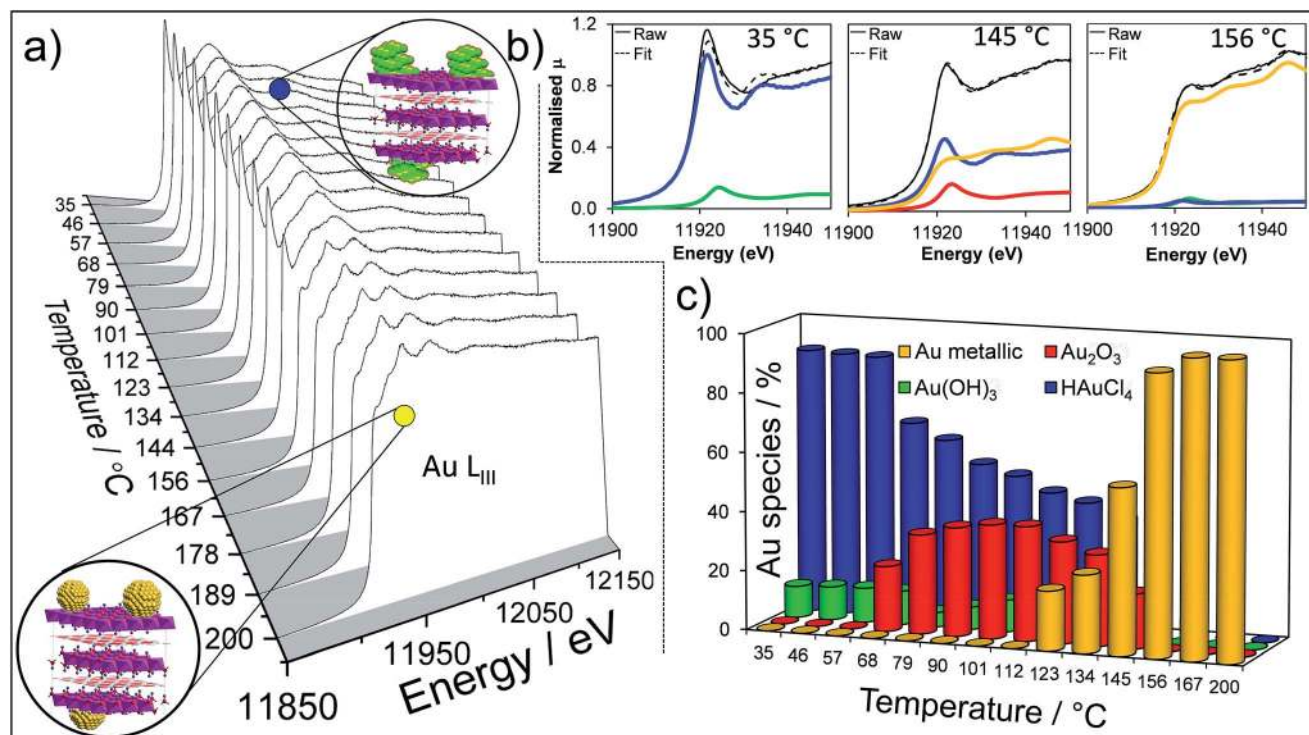 a)
35
46
57
68
79
90
101
112
123
134
144
156
167
178
189
200
Temperature / °C
Au LIII
11850
11950
12050
12150
Energy / eV
b)
Normalised µ
1.2
0.8
0.4
0.0
Raw
Fit
35 °C
11900
11920
11940
Energy (eV)
Raw
Fit
145 °C
11900
11920
11940
Energy (eV)
Raw
Fit
156 °C
11900
11920
11940
Energy (eV)
c)
Au species / %
100
80
60
40
20
0
Au metallic
Au₂O₃
Au(OH)₃
HAuCl₄
35
46
57
68
79
90
101
112
123
134
145
156
167
200
Temperature / °C